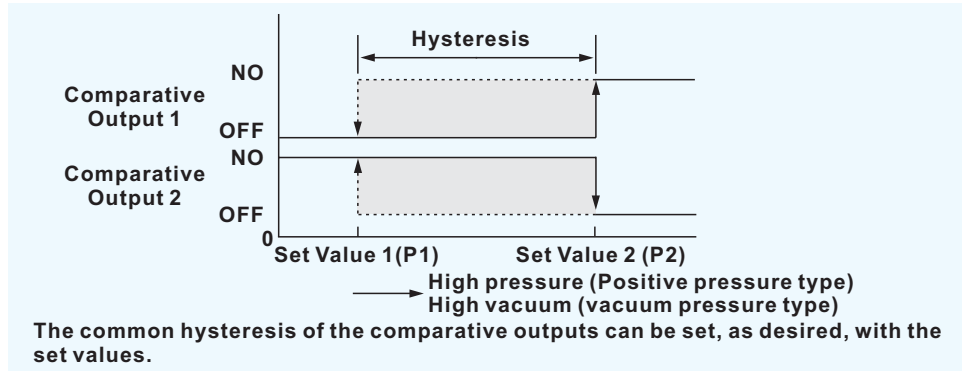 Hysteresis
NO
Comparative
Output 1
OFF
NO
Comparative
Output 2
OFF
0
Set Value 1(P1)
Set Value 2 (P2)
High pressure (Positive pressure type)
High vacuum (vacuum pressure type)
The common hysteresis of the comparative outputs can be set, as desired, with the
set values.